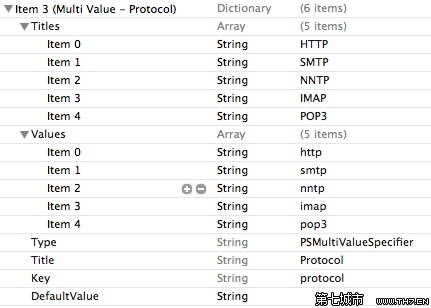 Item 3 (Multi Value - Protocol) Dictionary (6 items)
Titles Array (5 items)
Item 0 String HTTP
Item 1 String SMTP
Item 2 String NNTP
Item 3 String IMAP
Item 4 String POP3
Values Array (5 items)
Item 0 String http
Item 1 String smtp
Item 2 String nntp
Item 3 String imap
Item 4 String pop3
Type String PSMultiValueSpecifier
Title String Protocol
Key String protocol
DefaultValue String
第七城市 WWW.TH7.CN